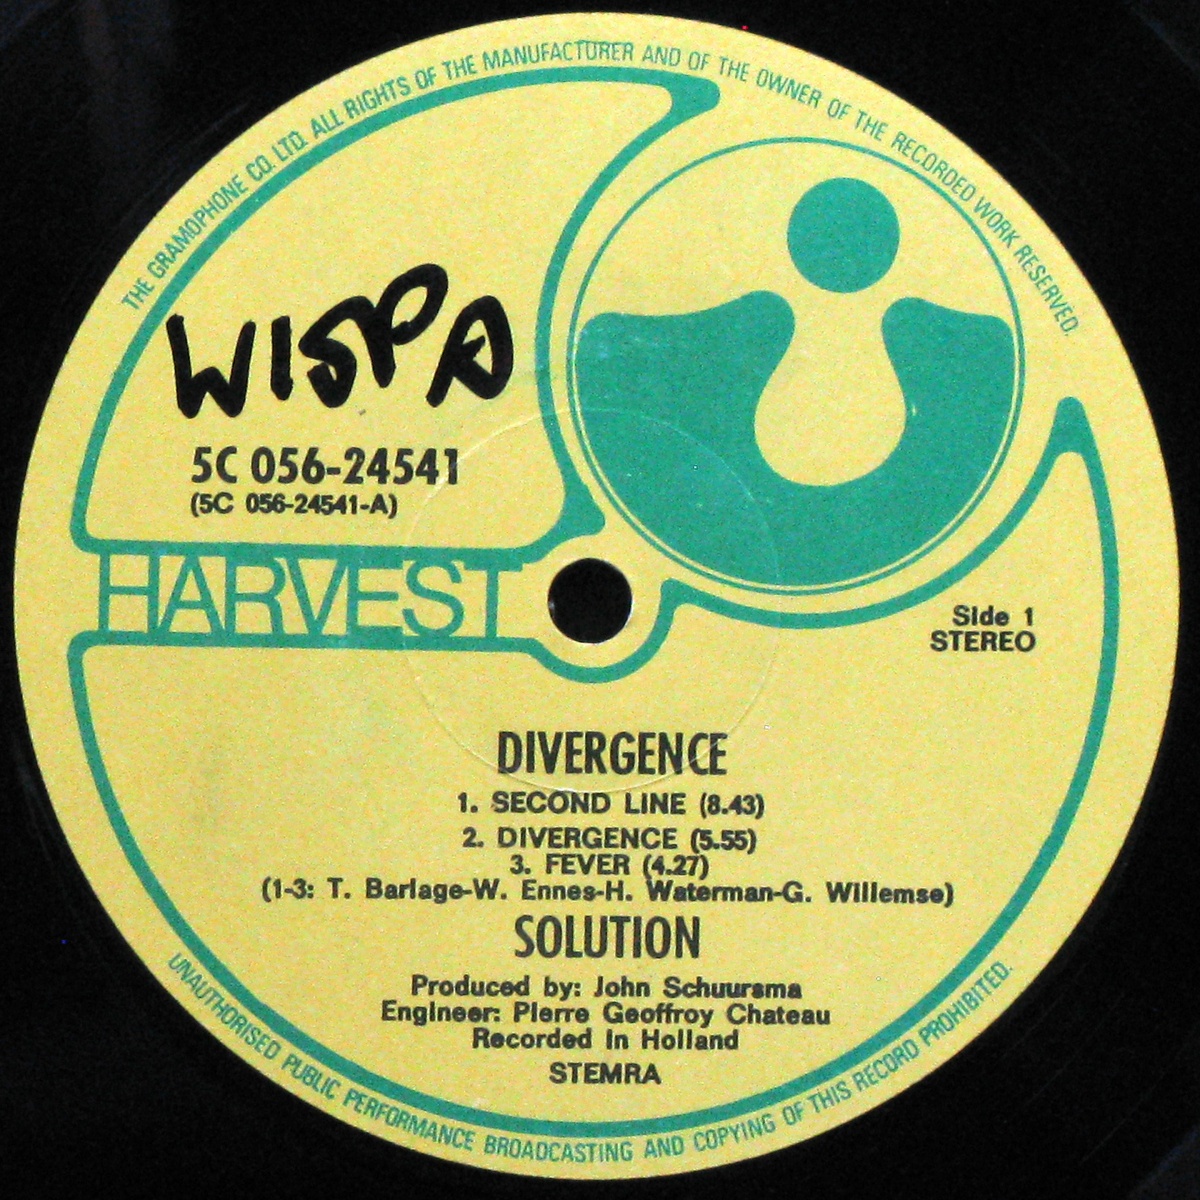 THE GRAMOPHONE CO. LTD. ALL RIGHTS OF THE MANUFACTURER AND OF THE OWNER OF THE RECORDED WORK RESERVED.
WISPA
5C 056-24541
(5C 056-24541-A)
HARVEST
Side 1
STEREO
DIVERGENCE
1. SECOND LINE (8.43)
2. DIVERGENCE (5.55)
3. FEVER (4.27)
(1-3: T. Barlage-W. Ennes-H. Waterman-G. Willemse)
SOLUTION
Produced by: John Schuursma
Engineer: Pierre Geoffroy Chateau
Recorded in Holland
STEMRA
UNAUTHORISED PUBLIC PERFORMANCE BROADCASTING AND COPYING OF THIS RECORD PROHIBITED.